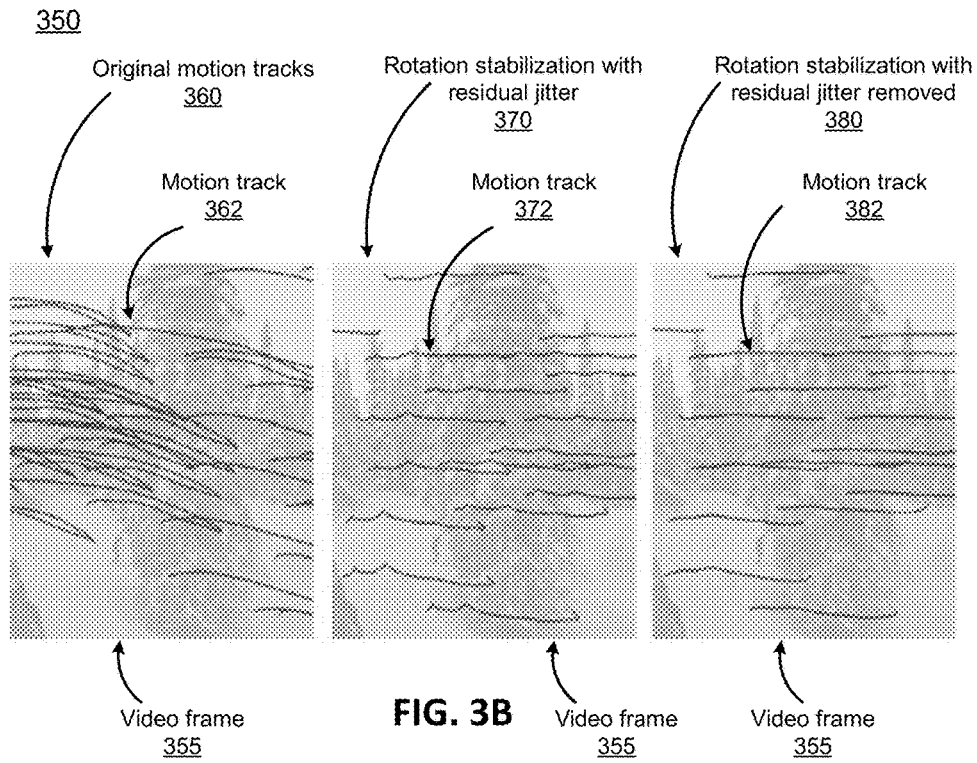 350
Original motion tracks
360
Rotation stabilization with
residual jitter
370
Rotation stabilization with
residual jitter removed
380
Motion track
362
Motion track
372
Motion track
382
Video frame
355
FIG. 3B
Video frame
355
Video frame
355